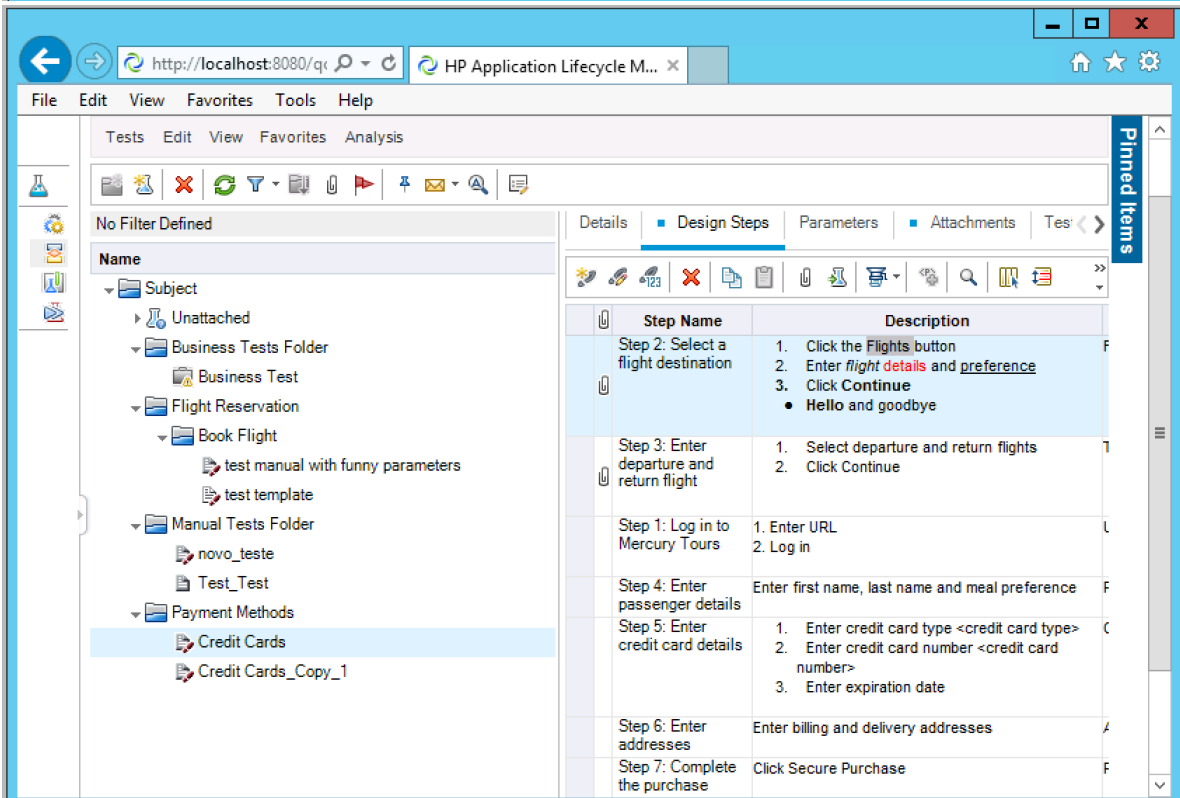 http://localhost:8080/qc
HP Application Lifecycle M...
File Edit View Favorites Tools Help
Tests Edit View Favorites Analysis
Pinned Items
No Filter Defined
Details Design Steps Parameters Attachments Tes
Name
Subject
Unattached
Business Tests Folder
Business Test
Flight Reservation
Book Flight
test manual with funny parameters
test template
Manual Tests Folder
novo_teste
Test_Test
Payment Methods
Credit Cards
Credit Cards_Copy_1
Step Name Description
Step 2: Select a
flight destination
1. Click the Flights button
2. Enter flight details and preference
3. Click Continue
● Hello and goodbye
F
Step 3: Enter
departure and
return flight
1. Select departure and return flights
2. Click Continue
T
Step 1: Log in to
Mercury Tours
1. Enter URL
2. Log in
U
Step 4: Enter
passenger details
Enter first name, last name and meal preference
Step 5: Enter
credit card details
1. Enter credit card type <credit card type>
2. Enter credit card number <credit card
number>
3. Enter expiration date
Step 6: Enter
addresses
Enter billing and delivery addresses
Step 7: Complete
the purchase
Click Secure Purchase